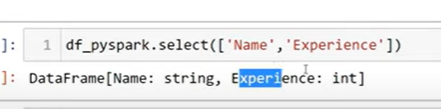 ]: 1 df_pyspark.select(['Name','Experience'])
]: DataFrame[Name: string, Experience: int]